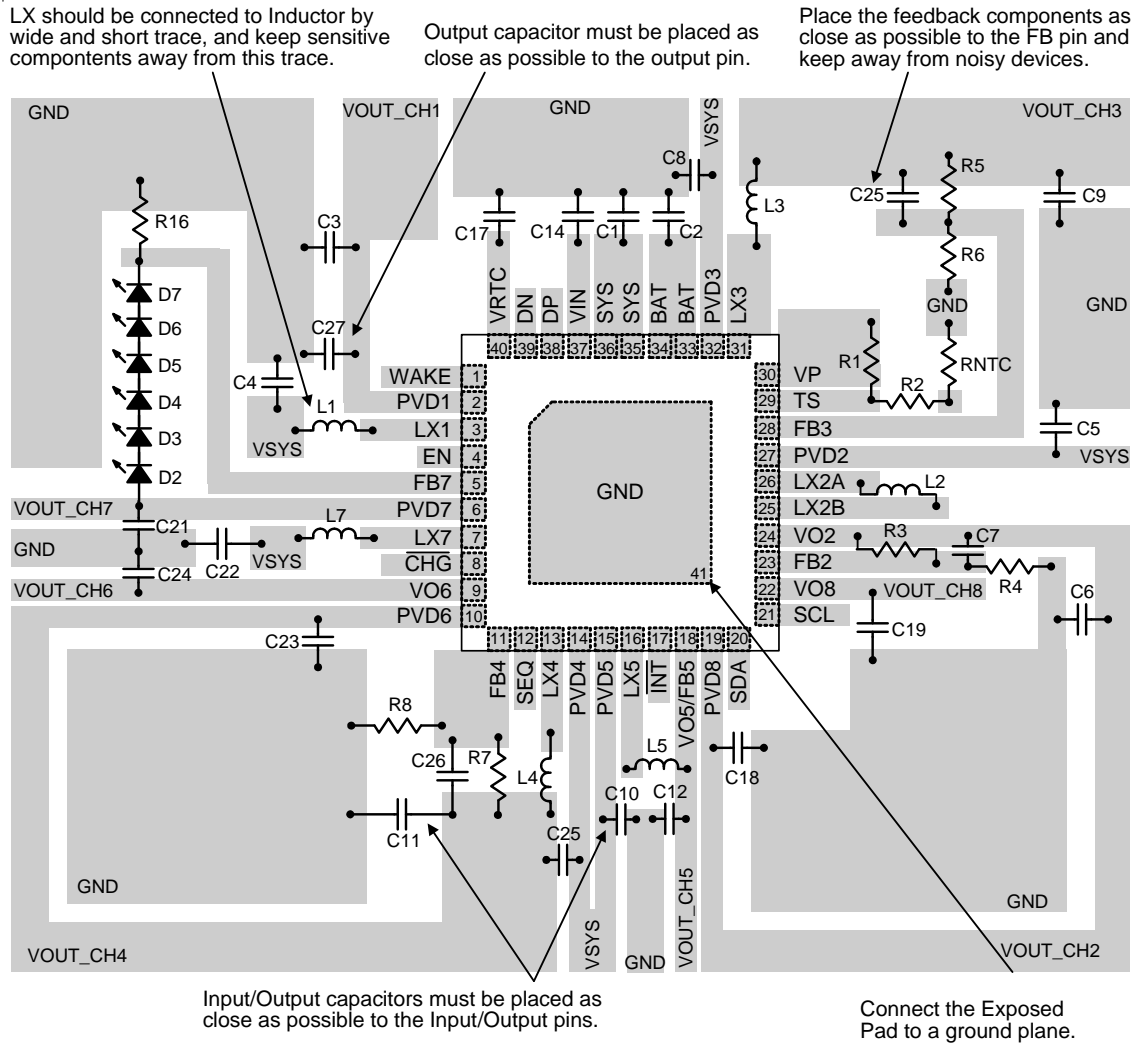 LX should be connected to Inductor by
wide and short trace, and keep sensitive
compontents away from this trace.
Output capacitor must be placed as
close as possible to the output pin.
Place the feedback components as
close as possible to the FB pin and
keep away from noisy devices.
GND
VOUT_CH1
GND
VSYS
VOUT_CH3
C8
R5
C25
C9
R16
C3
C17
C14
C1
C2
L3
R6
D7
D6
D5
D4
D3
D2
VRTC
DN
DP
VIN
SYS
SYS
BAT
BAT
PVD3
LX3
GND
GND
C27
40
39
38
37
36
35
34
33
32
31
C4
L1
VSYS
R1
R2
RNTC
WAKE 1
PVD1 2
LX1 3
EN 4
FB7 5
PVD7 6
LX7 7
CHG 8
VO6 9
PVD6 10
30 VP
29 TS
28 FB3
27 PVD2
26 LX2A
25 LX2B
24 VO2
23 FB2
22 VO8
21 SCL
C5
VSYS
L2
GND
41
VOUT_CH7
C21
L7
GND
C22
VSYS
C24
VOUT_CH6
R3
C7
R4
VOUT_CH8
C6
C19
C23
11
12
13
14
15
16
17
18
19
20
FB4
SEQ
LX4
PVD4
PVD5
LX5
INT
VO5/FB5
PVD8
SDA
R8
C26
R7
L4
L5
C18
C11
C10
C12
C25
GND
VOUT_CH4
VSYS
GND
VOUT_CH5
GND
VOUT_CH2
Input/Output capacitors must be placed as
close as possible to the Input/Output pins.
Connect the Exposed
Pad to a ground plane.